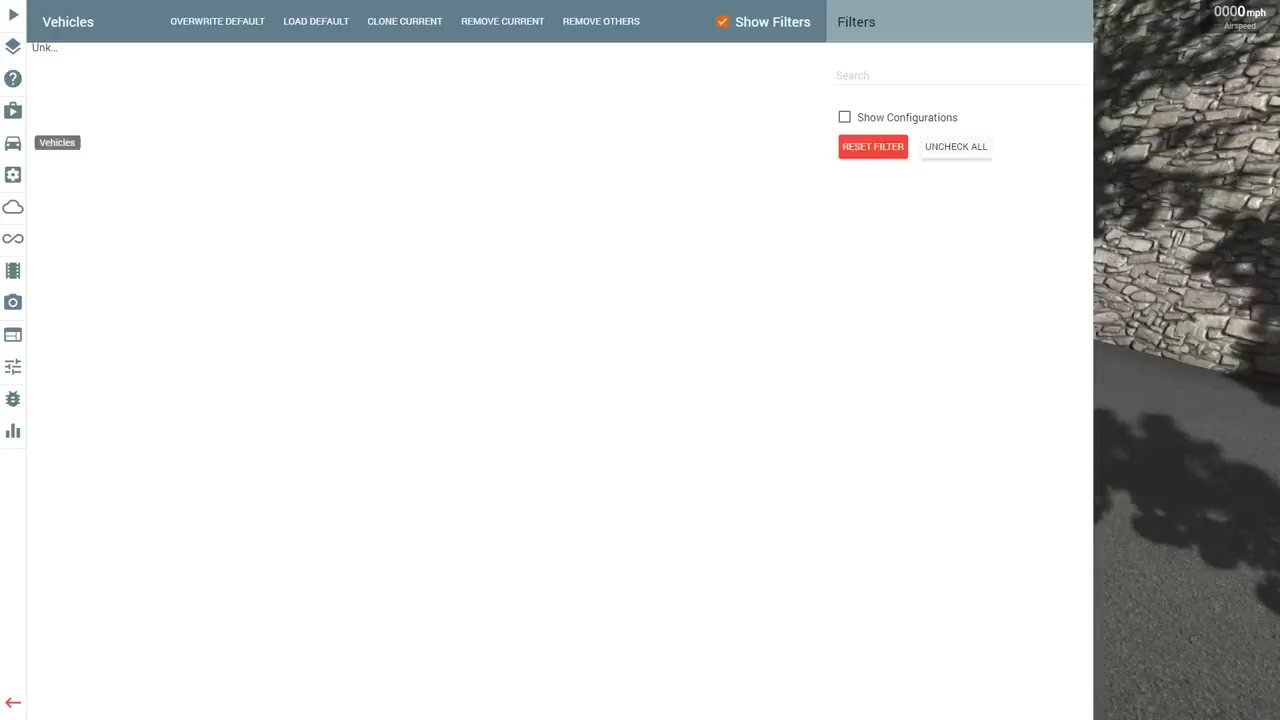 Vehicles
OVERWRITE DEFAULT
LOAD DEFAULT
CLONE CURRENT
REMOVE CURRENT
REMOVE OTHERS
Show Filters
Filters
0000mph
Airspeed
Unk...
Search
Show Configurations
Vehicles
RESET FILTER
UNCHECK ALL